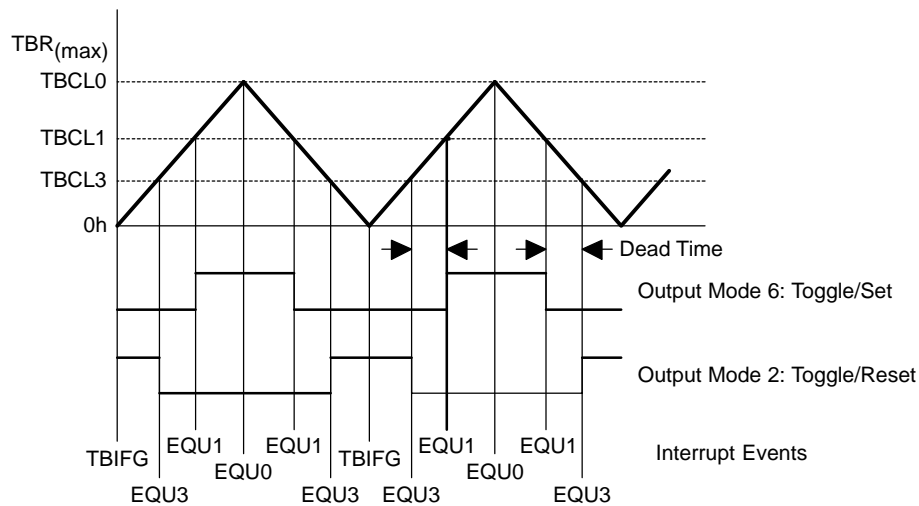 TBR(max)
TBCL0
TBCL1
TBCL3
0h
Dead Time
Output Mode 6: Toggle/Set
Output Mode 2: Toggle/Reset
EQU1 EQU1 EQU1 EQU1
TBIFG TBIFG Interrupt Events
EQU0 EQU0
EQU3 EQU3 EQU3 EQU3